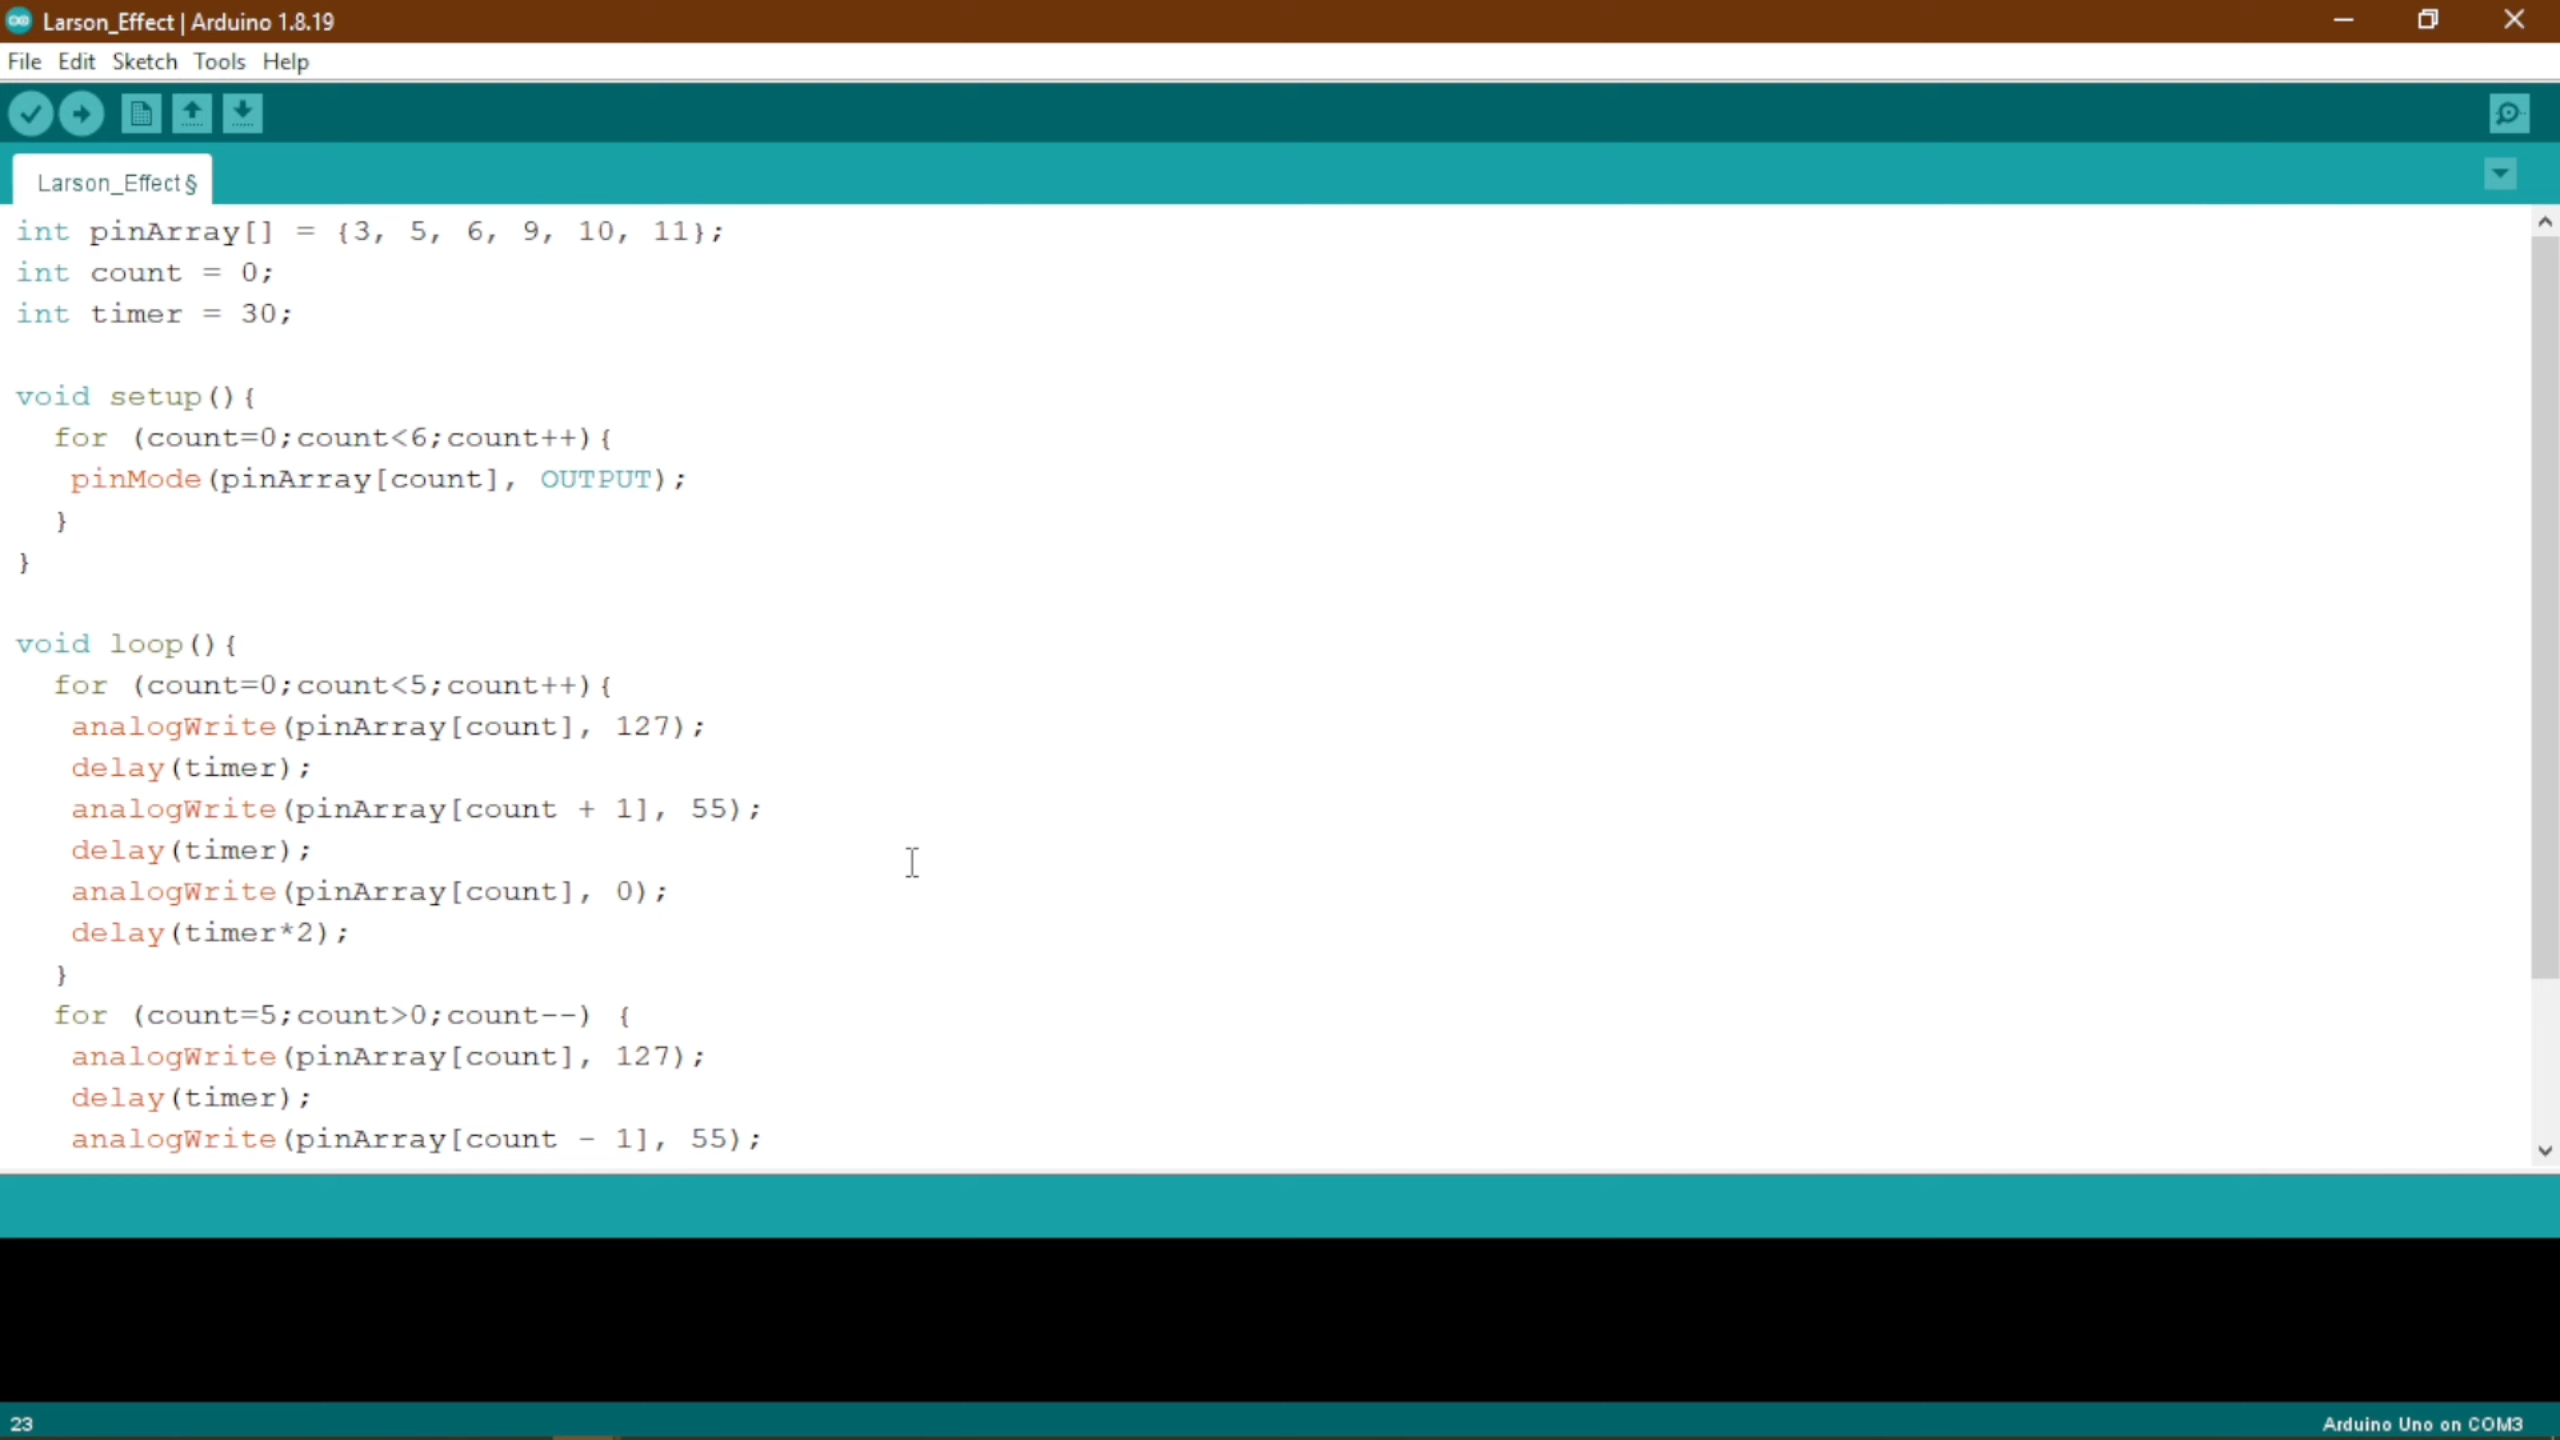 Larson_Effect | Arduino 1.8.19
File Edit Sketch Tools Help
Larson_Effect §
int pinArray[] = {3, 5, 6, 9, 10, 11};
int count = 0;
int timer = 30;
void setup(){
  for (count=0;count<6;count++){
   pinMode(pinArray[count], OUTPUT);
  }
}
void loop(){
  for (count=0;count<5;count++){
   analogWrite(pinArray[count], 127);
   delay(timer);
   analogWrite(pinArray[count + 1], 55);
   delay(timer);
   analogWrite(pinArray[count], 0);
   delay(timer*2);
  }
  for (count=5;count>0;count--) {
   analogWrite(pinArray[count], 127);
   delay(timer);
   analogWrite(pinArray[count - 1], 55);
23
Arduino Uno on COM3